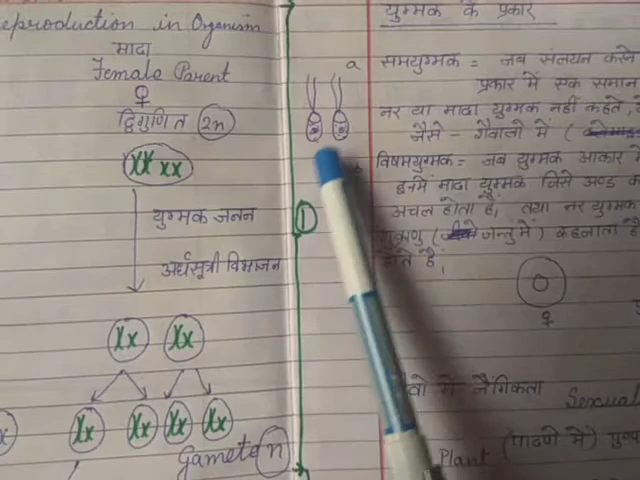 Reproduction in Organism
मादा
Female Parent
♀
द्विगुणित 2n
XX xx
युग्मक जनन
अर्धसूत्री विभाजन
Xx Xx
Xx Xx Xx Xx
Gamete n
1
युग्मक के प्रकार
a समयुग्मक = जब संलयन करने
प्रकार में एक समान
नर या मादा युग्मक नहीं कहते,
जैसे - शैवालो में (
विषमयुग्मक = जब युग्मक आकार में
इनमें मादा युग्मक जिसे अण्ड
अचल होता है, तथा नर युग्मक
(जन्तु में) कहलाता है
होते हैं,
♀
में लैंगिकता Sexual
Plant (पादपो में)